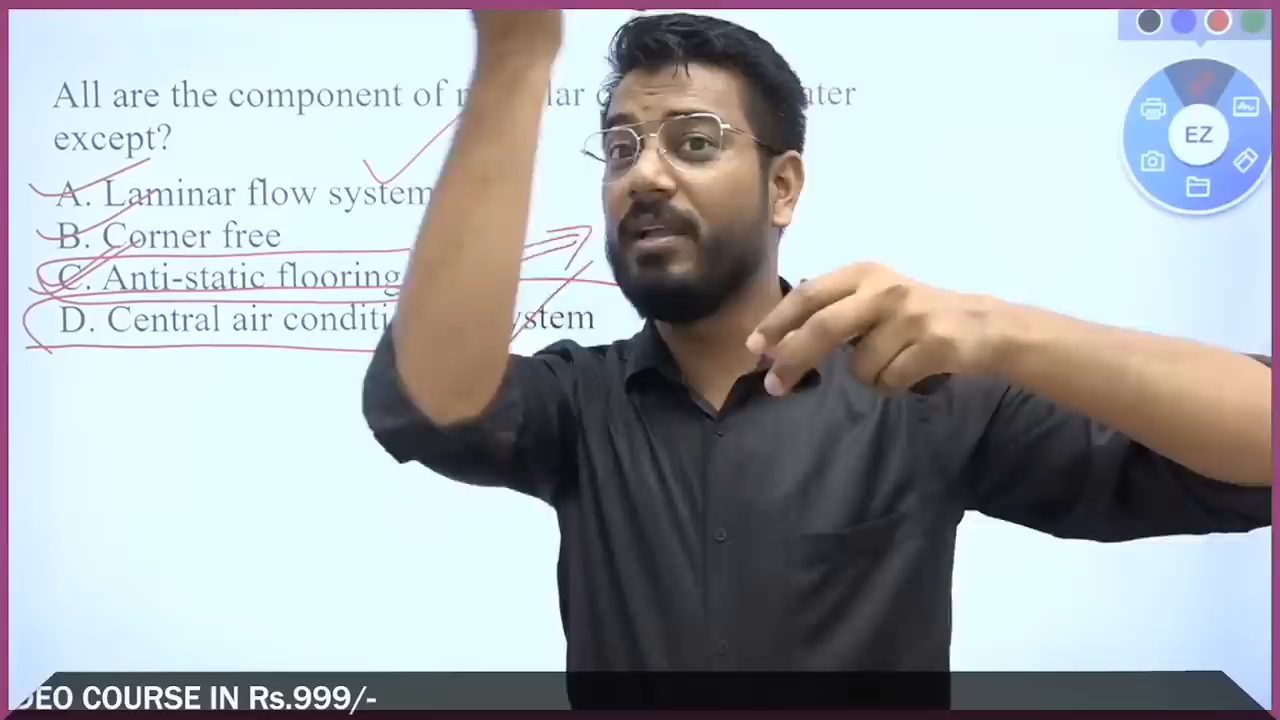 All are the component of
ater
except?
A. Laminar flow system
B. Corner free
C. Anti-static flooring
D. Central air conditi ystem
EZ
DEO COURSE IN Rs.999/-